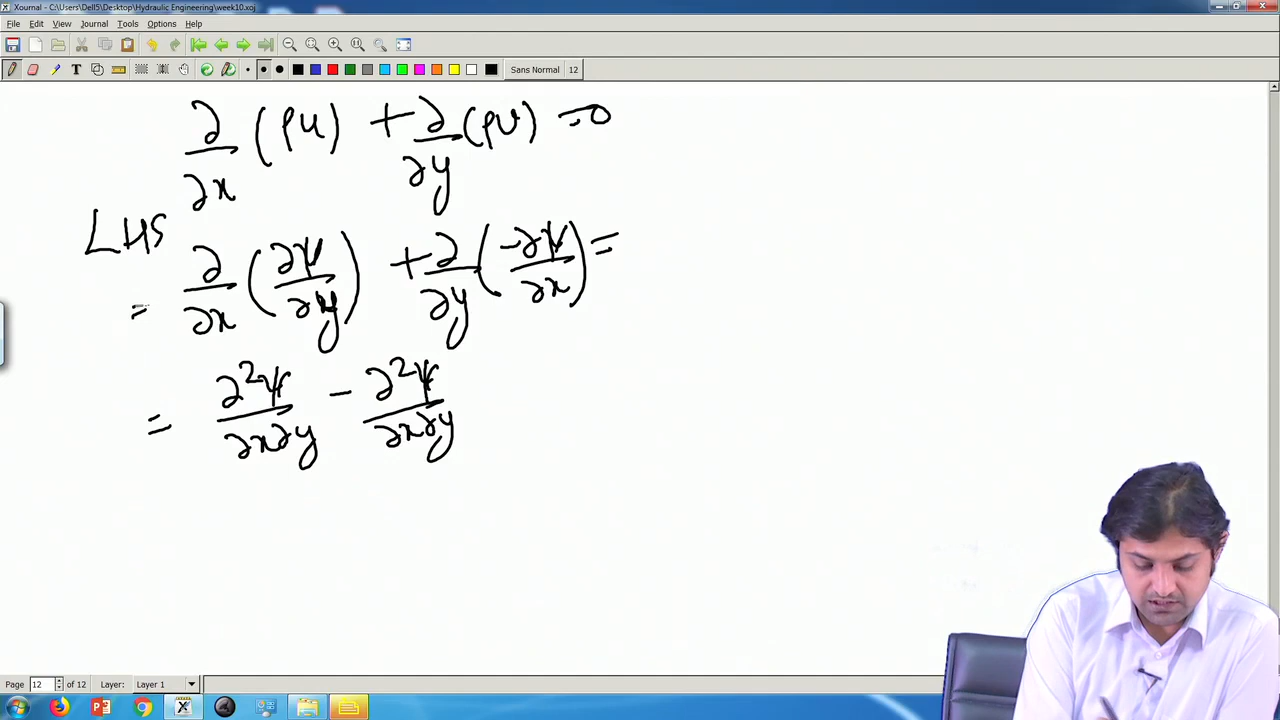 Xournal - C:\Users\Dell5\Desktop\Hydraulic Engineering\week10.xoj
File Edit View Journal Tools Options Help
Sans Normal 12
∂/∂x (ρu) + ∂/∂y (ρv) = 0
LHS
= ∂/∂x (∂ψ/∂y) + ∂/∂y (-∂ψ/∂x) =
= ∂²ψ/∂x∂y - ∂²ψ/∂x∂y
Page 12 of 12 Layer: Layer 1